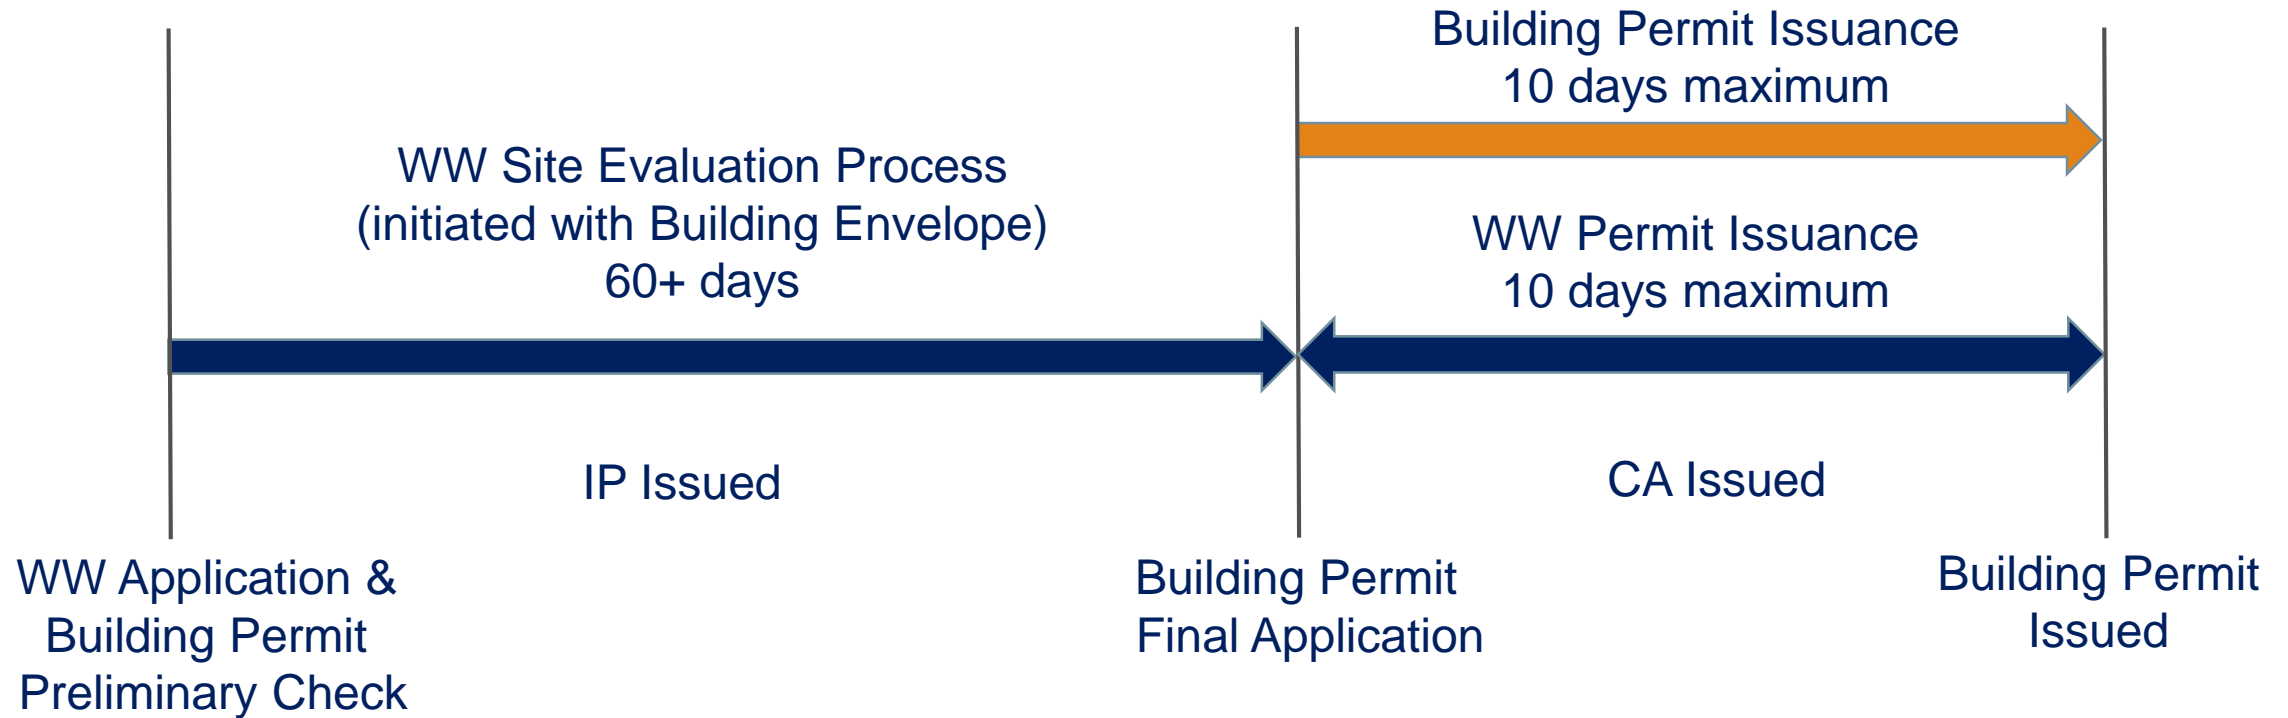 Building Permit Issuance
10 days maximum
WW Site Evaluation Process
(initiated with Building Envelope)
60+ days
WW Permit Issuance
10 days maximum
IP Issued
CA Issued
WW Application &
Building Permit
Preliminary Check
Building Permit
Final Application
Building Permit
Issued